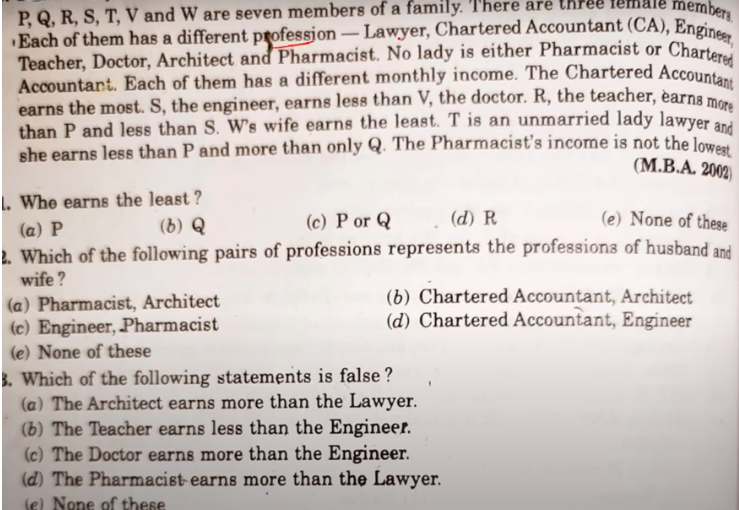 P, Q, R, S, T, V and W are seven members of a family. There are three female members.
Each of them has a different profession — Lawyer, Chartered Accountant (CA), Engineer,
Teacher, Doctor, Architect and Pharmacist. No lady is either Pharmacist or Chartered
Accountant. Each of them has a different monthly income. The Chartered Accountant
earns the most. S, the engineer, earns less than V, the doctor. R, the teacher, earns more
than P and less than S. W's wife earns the least. T is an unmarried lady lawyer and
she earns less than P and more than only Q. The Pharmacist's income is not the lowest.
(M.B.A. 2002)
1. Who earns the least ?
(a) P (b) Q (c) P or Q (d) R (e) None of these
2. Which of the following pairs of professions represents the professions of husband and
wife ?
(a) Pharmacist, Architect (b) Chartered Accountant, Architect
(c) Engineer, Pharmacist (d) Chartered Accountant, Engineer
(e) None of these
3. Which of the following statements is false ?
(a) The Architect earns more than the Lawyer.
(b) The Teacher earns less than the Engineer.
(c) The Doctor earns more than the Engineer.
(d) The Pharmacist earns more than the Lawyer.
(e) None of these